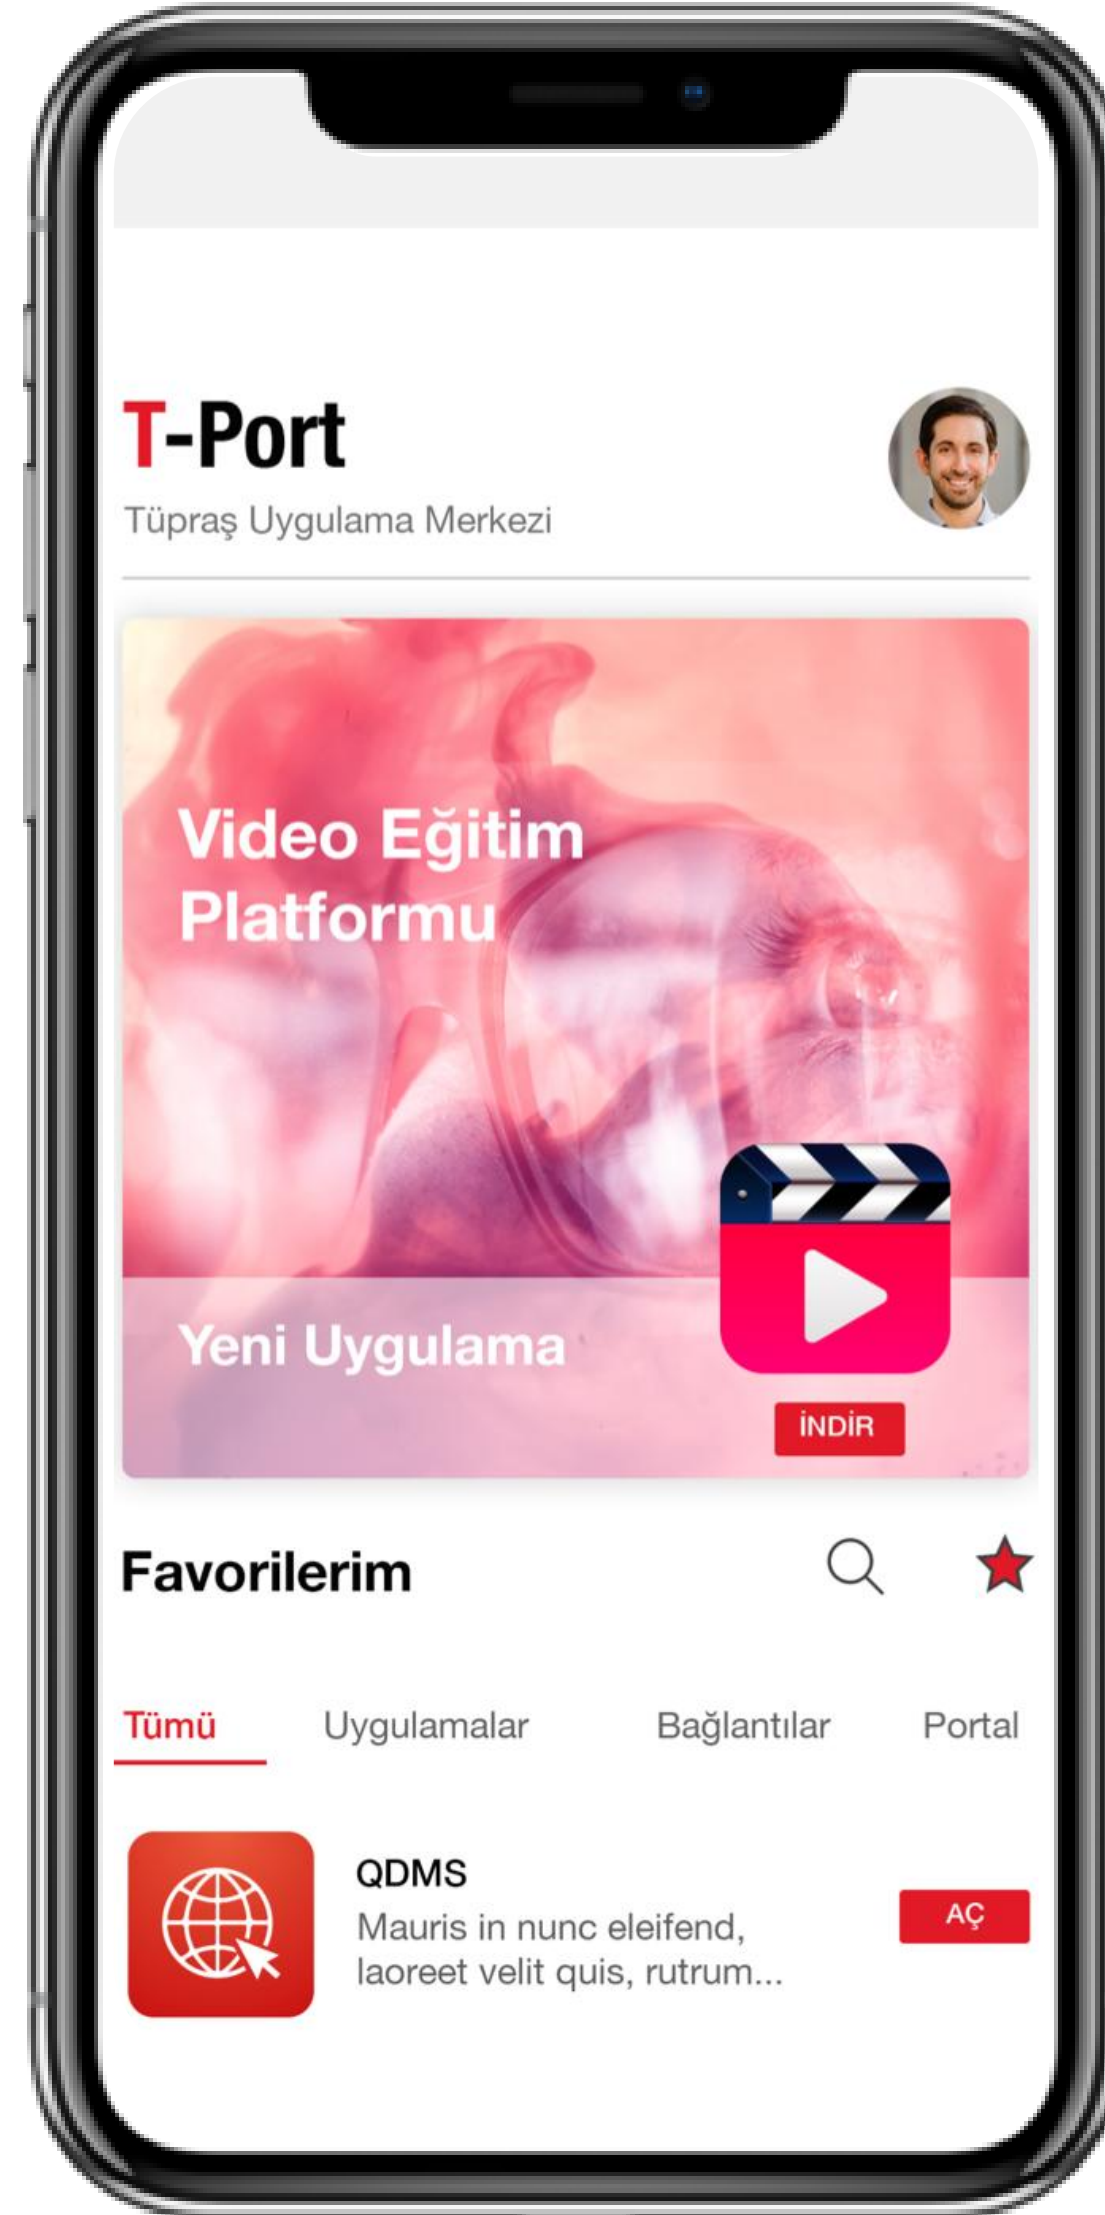 T-Port
Tüpraş Uygulama Merkezi
Video Eğitim
Platformu
Yeni Uygulama
İNDİR
Favorilerim
Tümü Uygulamalar Bağlantılar Portal
QDMS
Mauris in nunc eleifend,
laoreet velit quis, rutrum...
AÇ